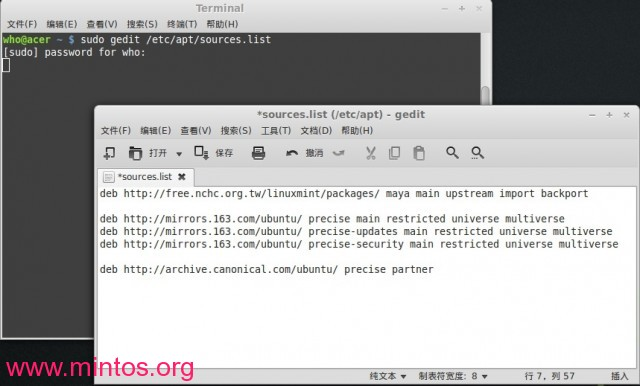 Terminal
文件(F) 编辑(E) 查看(V) 搜索(S) 终端(T) 帮助(H)
who@acer ~ $ sudo gedit /etc/apt/sources.list
[sudo] password for who:
*sources.list (/etc/apt) - gedit
文件(F) 编辑(E) 查看(V) 搜索(S) 工具(T) 文档(D) 帮助(H)
打开 保存 撤消
*sources.list
deb http://free.nchc.org.tw/linuxmint/packages/ maya main upstream import backport
deb http://mirrors.163.com/ubuntu/ precise main restricted universe multiverse
deb http://mirrors.163.com/ubuntu/ precise-updates main restricted universe multiverse
deb http://mirrors.163.com/ubuntu/ precise-security main restricted universe multiverse
deb http://archive.canonical.com/ubuntu/ precise partner
www.mintos.org
纯文本 制表符宽度: 8 行 7，列 57 插入